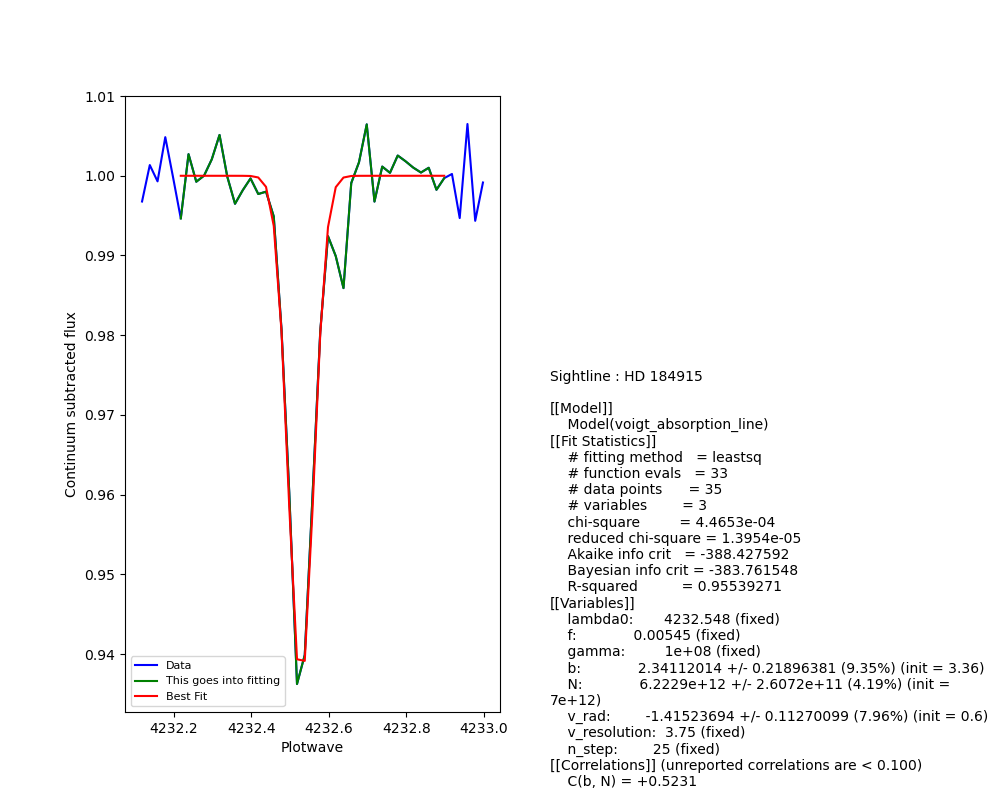 1.01
1.00
0.99
0.98
0.97
0.96
0.95
0.94
Continuum subtracted flux
Data
This goes into fitting
Best Fit
4232.2 4232.4 4232.6 4232.8 4233.0
Plotwave
Sightline : HD 184915
[[Model]]
Model(voigt_absorption_line)
[[Fit Statistics]]
# fitting method = leastsq
# function evals = 33
# data points = 35
# variables = 3
chi-square = 4.4653e-04
reduced chi-square = 1.3954e-05
Akaike info crit = -388.427592
Bayesian info crit = -383.761548
R-squared = 0.95539271
[[Variables]]
lambda0: 4232.548 (fixed)
f: 0.00545 (fixed)
gamma: 1e+08 (fixed)
b: 2.34112014 +/- 0.21896381 (9.35%) (init = 3.36)
N: 6.2229e+12 +/- 2.6072e+11 (4.19%) (init =
7e+12)
v_rad: -1.41523694 +/- 0.11270099 (7.96%) (init = 0.6)
v_resolution: 3.75 (fixed)
n_step: 25 (fixed)
[[Correlations]] (unreported correlations are < 0.100)
C(b, N) = +0.5231